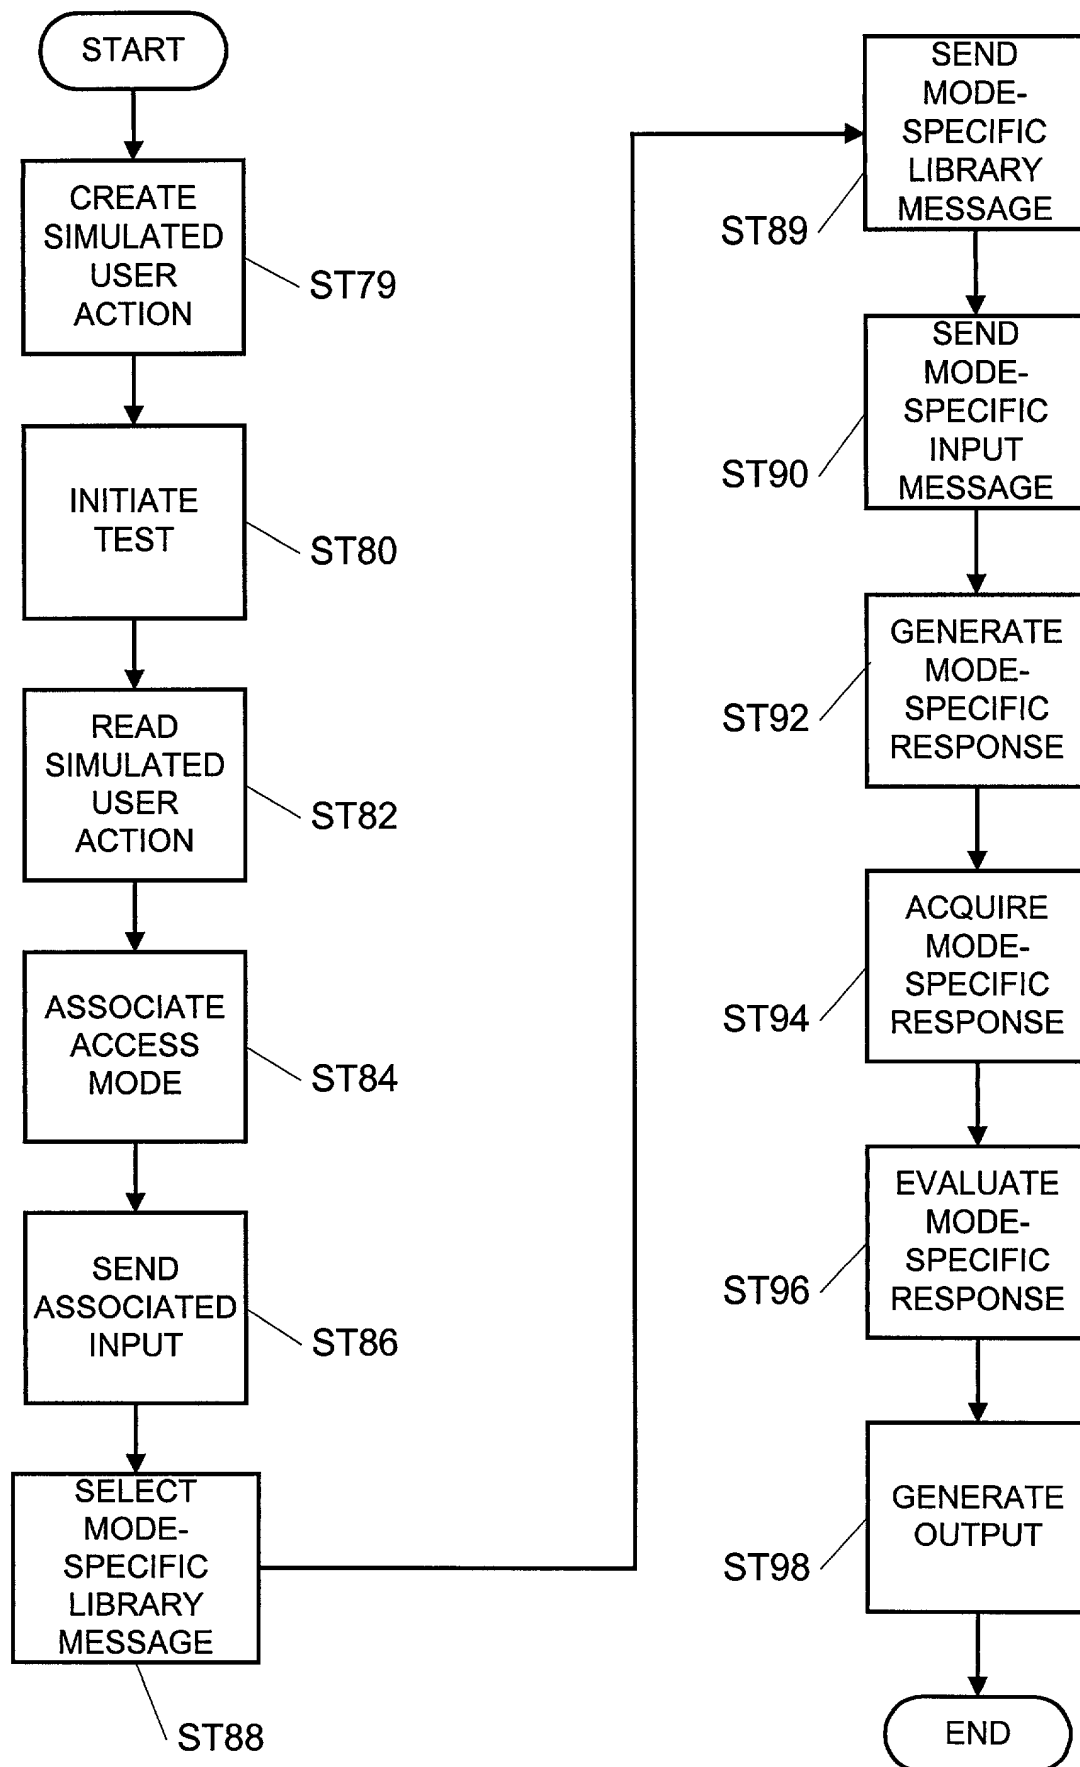 START
CREATE
SIMULATED
USER
ACTION
ST79
INITIATE
TEST
ST80
READ
SIMULATED
USER
ACTION
ST82
ASSOCIATE
ACCESS
MODE
ST84
SEND
ASSOCIATED
INPUT
ST86
SELECT
MODE-
SPECIFIC
LIBRARY
MESSAGE
ST88
SEND
MODE-
SPECIFIC
LIBRARY
MESSAGE
ST89
SEND
MODE-
SPECIFIC
INPUT
MESSAGE
ST90
GENERATE
MODE-
SPECIFIC
RESPONSE
ST92
ACQUIRE
MODE-
SPECIFIC
RESPONSE
ST94
EVALUATE
MODE-
SPECIFIC
RESPONSE
ST96
GENERATE
OUTPUT
ST98
END